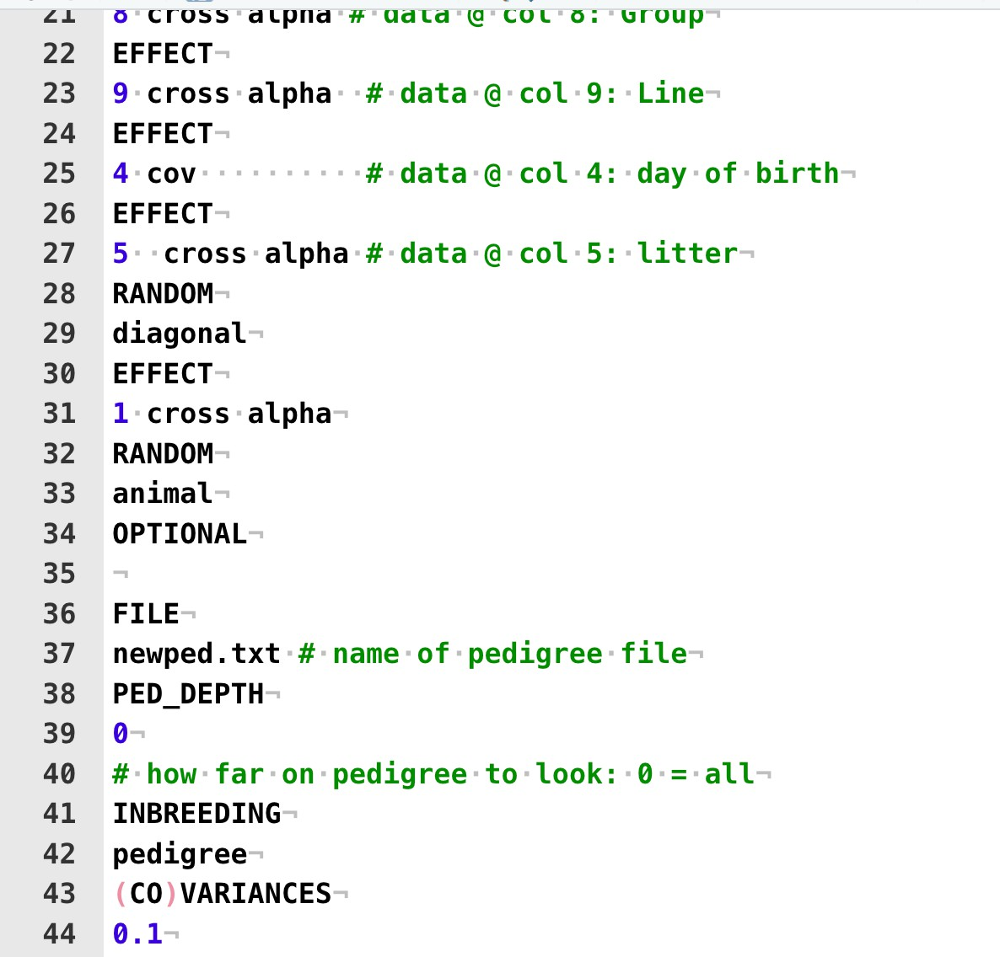 21 8 cross alpha # data @ col 8: Group¬
22 EFFECT¬
23 9·cross·alpha··#·data·@·col·9:·Line¬
24 EFFECT¬
25 4·cov··········#·data·@·col·4:·day·of·birth¬
26 EFFECT¬
27 5··cross·alpha·#·data·@·col·5:·litter¬
28 RANDOM¬
29 diagonal¬
30 EFFECT¬
31 1·cross·alpha¬
32 RANDOM¬
33 animal¬
34 OPTIONAL¬
35 ¬
36 FILE¬
37 newped.txt·#·name·of·pedigree·file¬
38 PED_DEPTH¬
39 0¬
40 #·how·far·on·pedigree·to·look:·0·=·all¬
41 INBREEDING¬
42 pedigree¬
43 (CO)VARIANCES¬
44 0.1¬